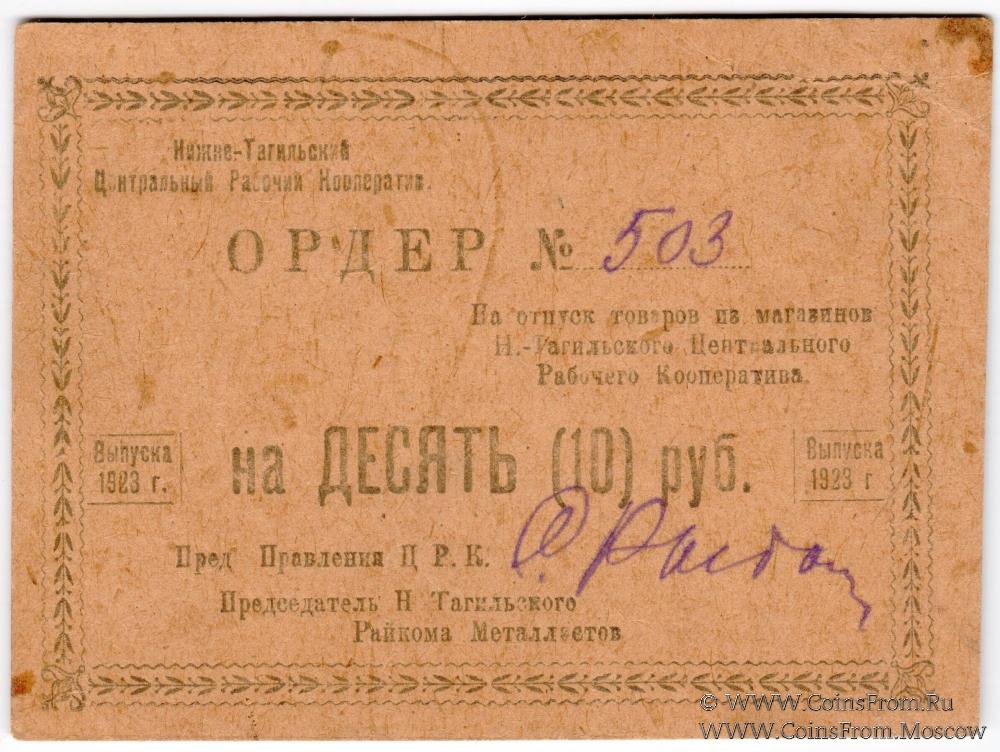 Нижне-Тагильский
Центральный Рабочий Кооператив.
ОРДЕР № 503
На отпуск товаров из магазинов
Н.-Тагильского Центрального
Рабочего Кооператива.
Выпуска
1923 г.
на ДЕСЯТЬ (10) руб.
Выпуска
1923 г
Пред Правления Ц Р. К.
Председатель Н Тагильского
Райкома Металлистов
© WWW.CoinsFrom.Ru
WWW.CoinsFrom.Moscow